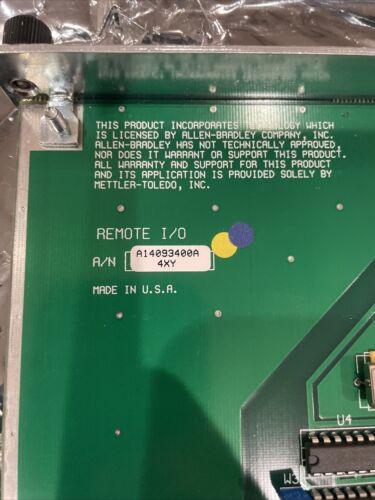 THIS PRODUCT INCORPORATES TECHNOLOGY WHICH
IS LICENSED BY ALLEN-BRADLEY COMPANY, INC.
ALLEN-BRADLEY HAS NOT TECHNICALLY APPROVED,
NOR DOES IT WARRANT OR SUPPORT THIS PRODUCT.
ALL WARRANTY AND SUPPORT FOR THIS PRODUCT
AND ITS APPLICATION IS PROVIDED SOLELY BY
METTLER-TOLEDO, INC.
REMOTE I/O
A/N A14093400A
4XY
MADE IN U.S.A.
U4
W3